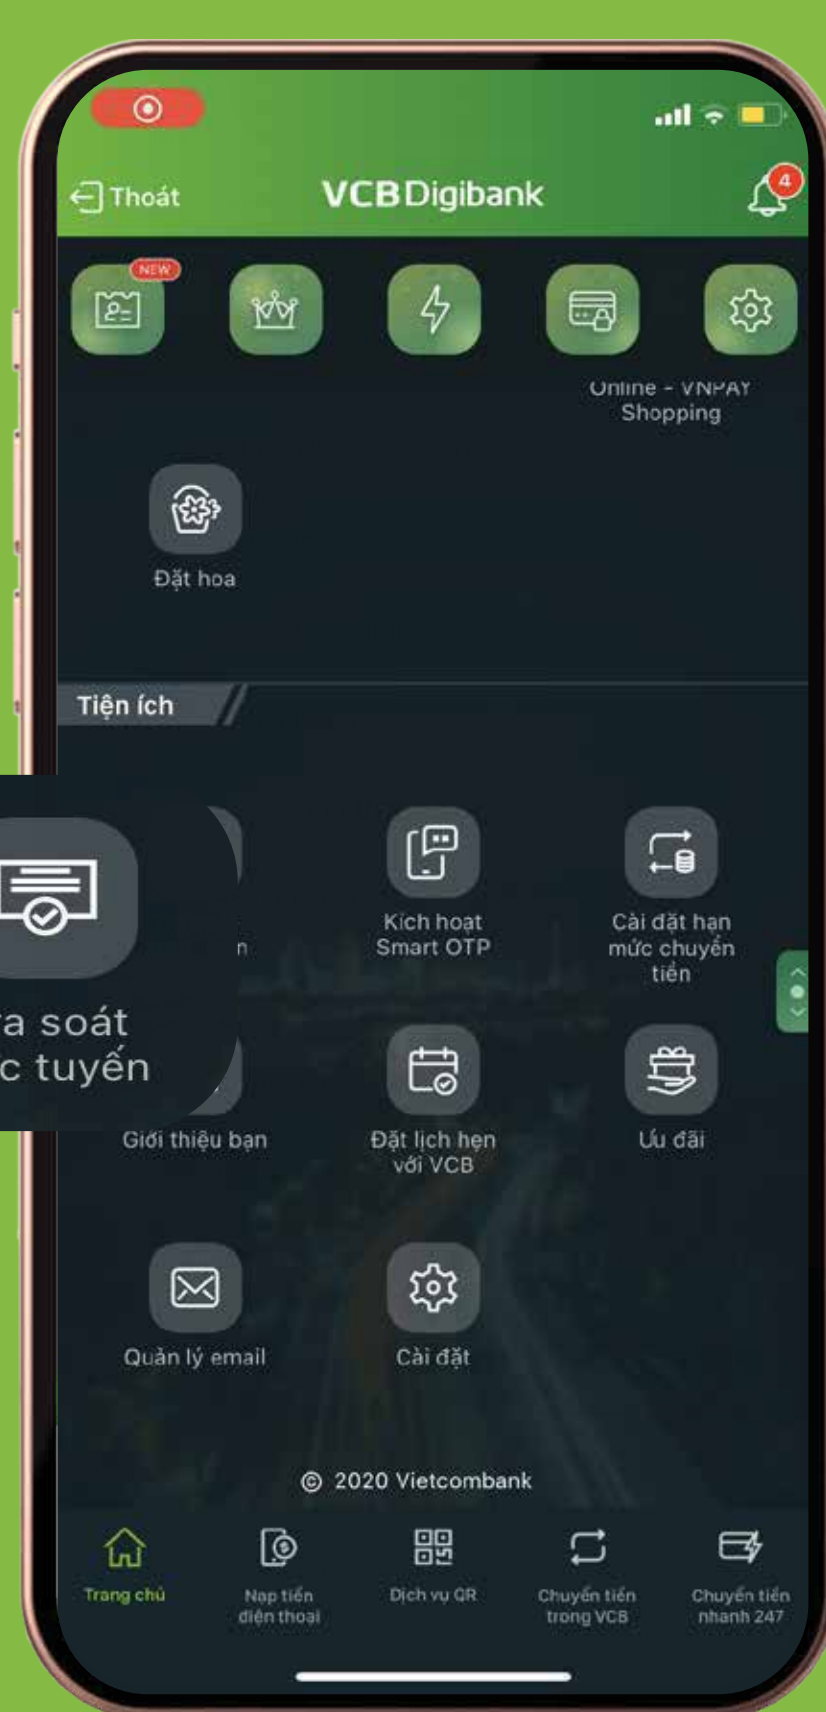 Thoát
VCB Digibank
4
NEW
Online - VNPAY
Shopping
Đặt hoa
Tiện ích
Kích hoạt
Smart OTP
Cài đặt hạn
mức chuyển
tiền
n
soát
tuyến
Giới thiệu bạn
Đặt lịch hẹn
với VCB
Ưu đãi
Quản lý email
Cài đặt
© 2020 Vietcombank
Trang chủ
Nạp tiền
điện thoại
Dịch vụ QR
Chuyển tiền
trong VCB
Chuyển tiền
nhanh 247